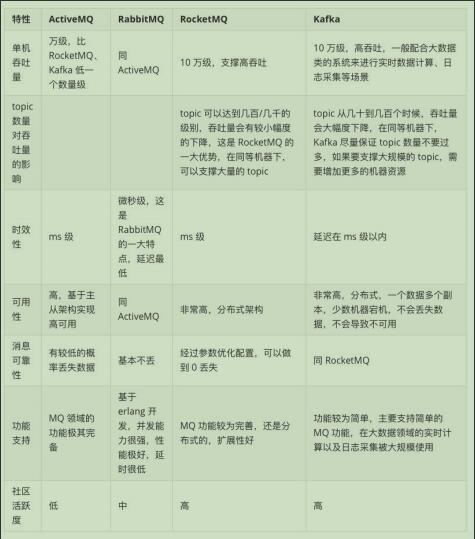 特性 ActiveMQ RabbitMQ RocketMQ Kafka
单机
吞吐
量
万级，比
RocketMQ、
Kafka 低一
个数量级
同
ActiveMQ
10 万级，支撑高吞吐
10 万级，高吞吐，一般配合大数据
类的系统来进行实时数据计算、日
志采集等场景
topic
数量
对吞
吐量
的影
响
topic 可以达到几百/几千的
级别，吞吐量会有较小幅度
的下降，这是 RocketMQ 的
一大优势，在同等机器下，
可以支撑大量的 topic
topic 从几十到几百个时候，吞吐量
会大幅度下降，在同等机器下，
Kafka 尽量保证 topic 数量不要过
多，如果要支撑大规模的 topic，需
要增加更多的机器资源
时效
性
ms 级
微秒级，这
是
RabbitMQ
的一大特
点，延迟最
低
ms 级
延迟在 ms 级以内
可用
性
高，基于主
从架构实现
高可用
同
ActiveMQ
非常高，分布式架构
非常高，分布式，一个数据多个副
本，少数机器宕机，不会丢失数
据，不会导致不可用
消息
可靠
性
有较低的概
率丢失数据
基本不丢
经过参数优化配置，可以做
到 0 丢失
同 RocketMQ
功能
支持
MQ 领域的
功能极其完
备
基于
erlang 开
发，并发能
力很强，性
能极好，延
时很低
MQ 功能较为完善，还是分
布式的，扩展性好
功能较为简单，主要支持简单的
MQ 功能，在大数据领域的实时计
算以及日志采集被大规模使用
社区
活跃
度
低
中
高
高